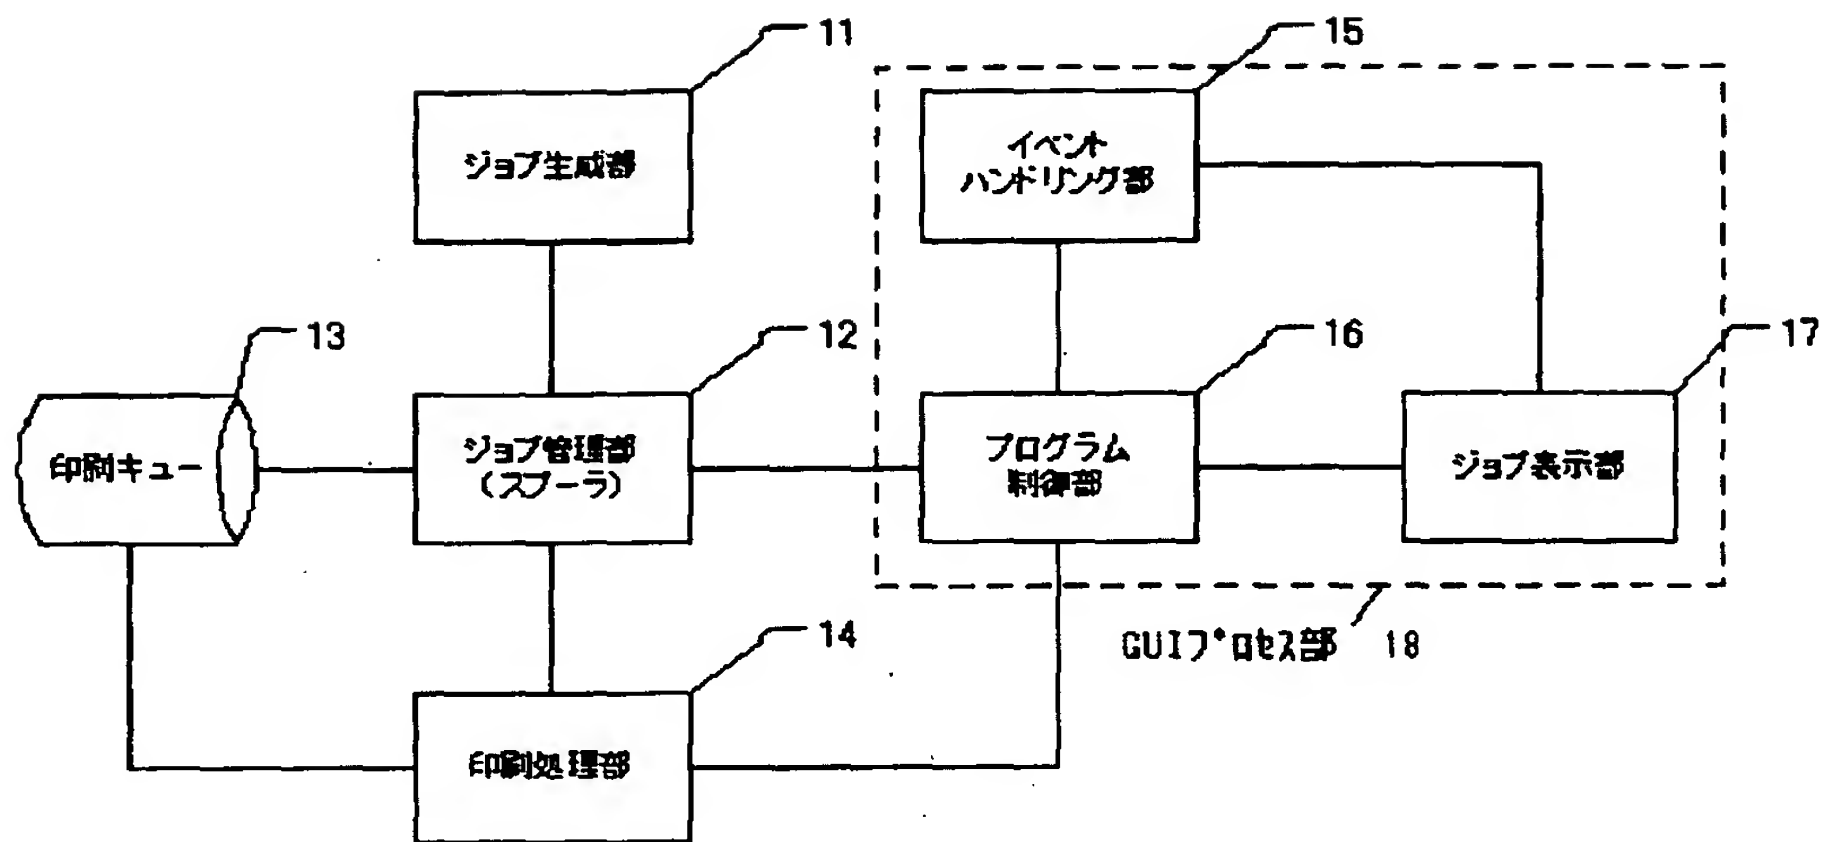 11
ジョブ生成部
15
イベント
ハンドリング部
13
印刷キュー
12
ジョブ管理部
(スプーラ)
16
プログラム
制御部
17
ジョブ表示部
14
印刷処理部
GUIプロセス部 18